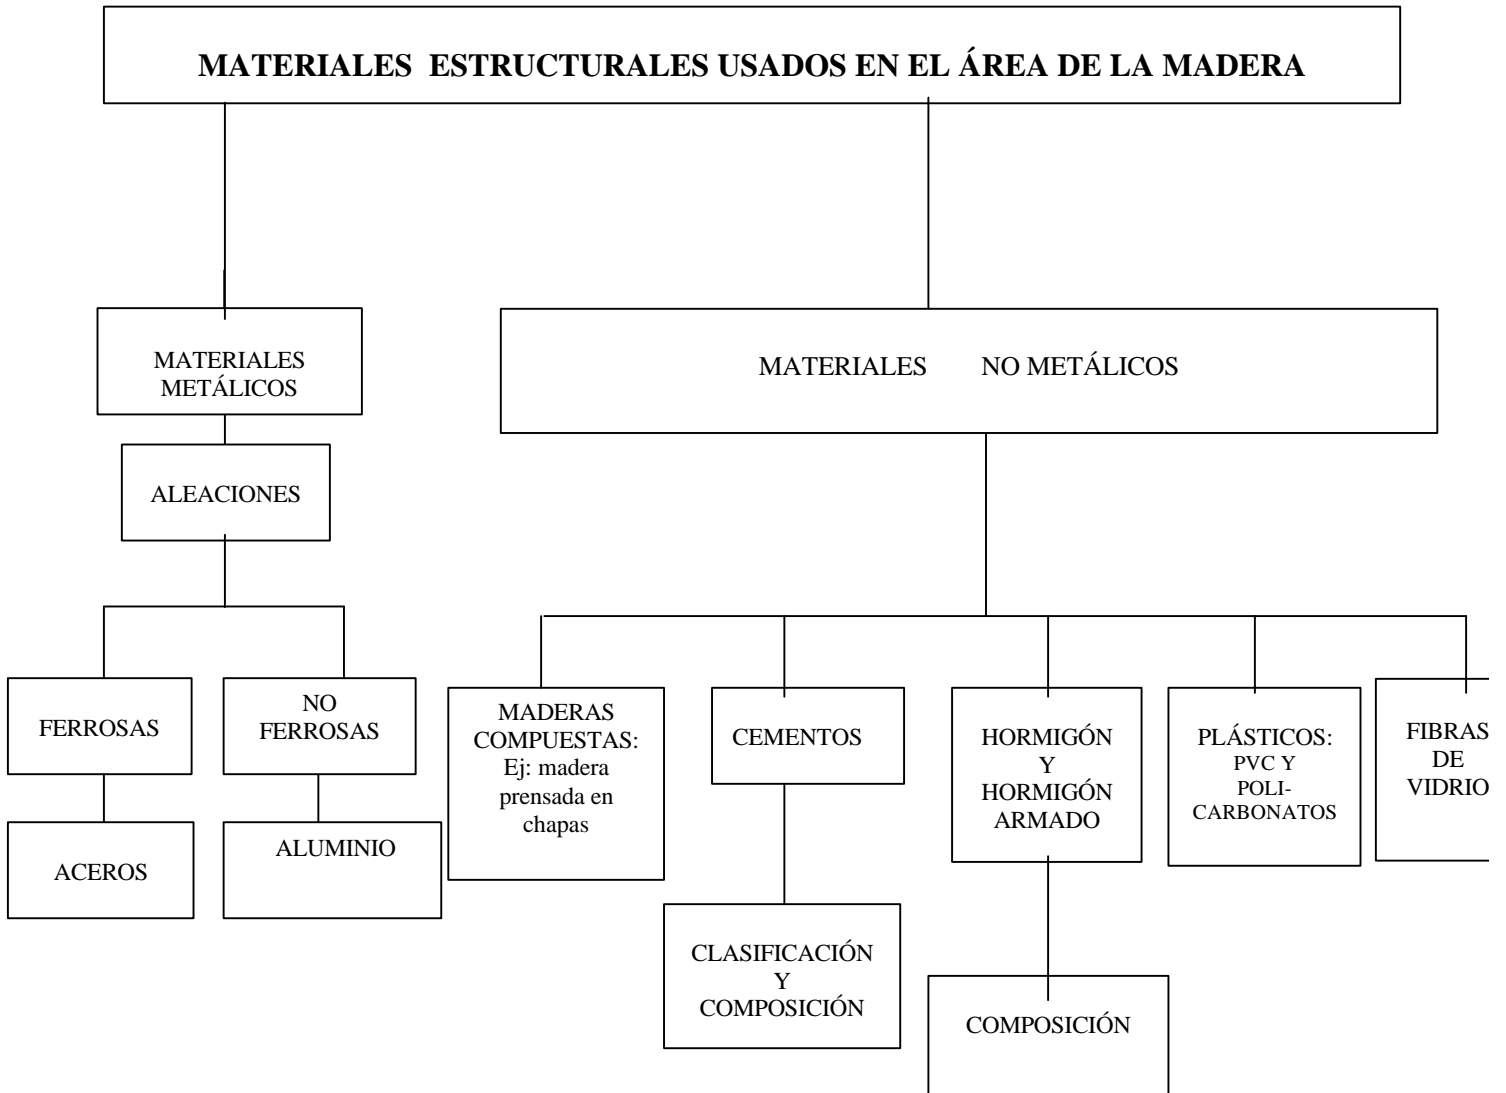 MATERIALES ESTRUCTURALES USADOS EN EL ÁREA DE LA MADERA
MATERIALES
METÁLICOS
MATERIALES NO METÁLICOS
ALEACIONES
FERROSAS
NO
FERROSAS
MADERAS
COMPUESTAS:
Ej: madera
prensada en
chapas
CEMENTOS
HORMIGÓN
Y
HORMIGÓN
ARMADO
PLÁSTICOS:
PVC Y
POLI-
CARBONATOS
FIBRAS
DE
VIDRIO
ACEROS
ALUMINIO
CLASIFICACIÓN
Y
COMPOSICIÓN
COMPOSICIÓN